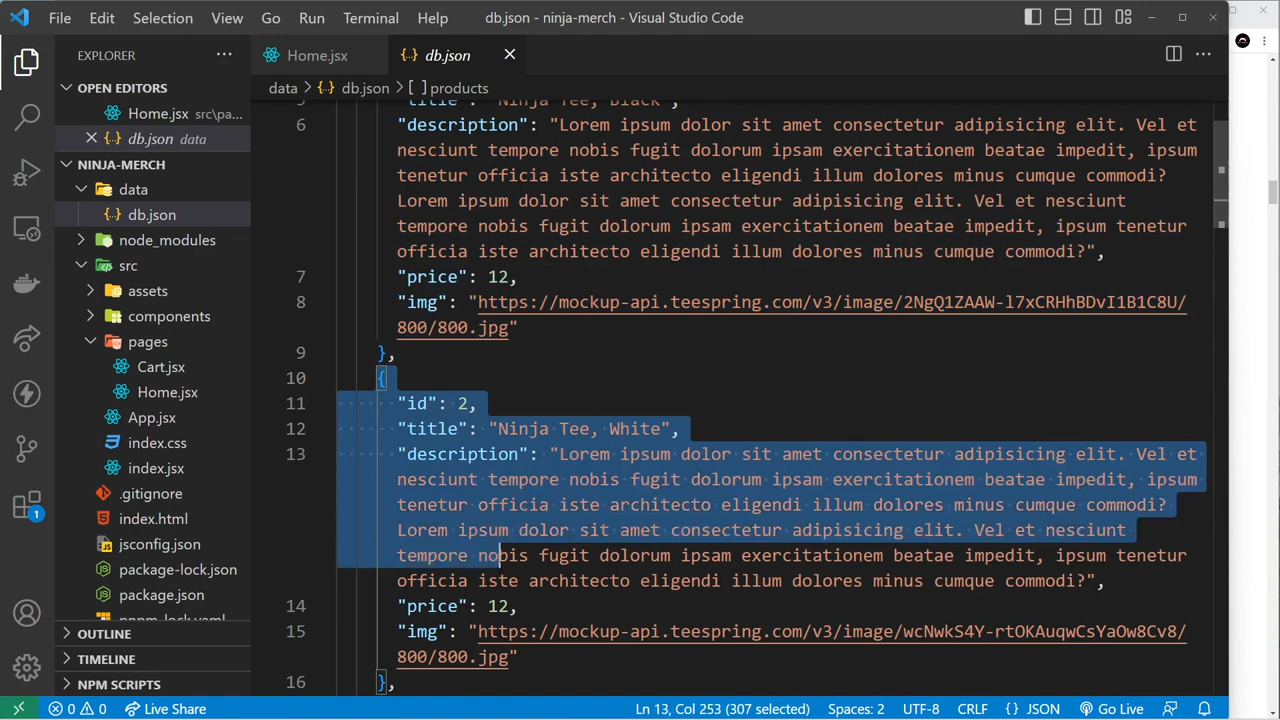 File Edit Selection View Go Run Terminal Help db.json - ninja-merch - Visual Studio Code
EXPLORER ···
Home.jsx {..} db.json
OPEN EDITORS
Home.jsx src\pa...
{..} db.json data
NINJA-MERCH
data
{..} db.json
node_modules
src
assets
components
pages
Cart.jsx
Home.jsx
App.jsx
index.css
index.jsx
.gitignore
index.html
jsconfig.json
package-lock.json
package.json
pnpm-lock.yaml
OUTLINE
TIMELINE
NPM SCRIPTS
1
data > {..} db.json > [ ] products
5 "title": "Ninja Tee, Black",
6 "description": "Lorem ipsum dolor sit amet consectetur adipisicing elit. Vel et
nesciunt tempore nobis fugit dolorum ipsam exercitationem beatae impedit, ipsum
tenetur officia iste architecto eligendi illum dolores minus cumque commodi?
Lorem ipsum dolor sit amet consectetur adipisicing elit. Vel et nesciunt
tempore nobis fugit dolorum ipsam exercitationem beatae impedit, ipsum tenetur
officia iste architecto eligendi illum dolores minus cumque commodi?",
7 "price": 12,
8 "img": "https://mockup-api.teespring.com/v3/image/2NgQ1ZAAW-l7xCRHhBDvI1B1C8U/
800/800.jpg"
9 },
10 {
11 "id": 2,
12 "title": "Ninja Tee, White",
13 "description": "Lorem ipsum dolor sit amet consectetur adipisicing elit. Vel et
nesciunt tempore nobis fugit dolorum ipsam exercitationem beatae impedit, ipsum
tenetur officia iste architecto eligendi illum dolores minus cumque commodi?
Lorem ipsum dolor sit amet consectetur adipisicing elit. Vel et nesciunt
tempore nobis fugit dolorum ipsam exercitationem beatae impedit, ipsum tenetur
officia iste architecto eligendi illum dolores minus cumque commodi?",
14 "price": 12,
15 "img": "https://mockup-api.teespring.com/v3/image/wcNwkS4Y-rtOKAuqwCsYaOw8Cv8/
800/800.jpg"
16 },
0 0 Live Share Ln 13, Col 253 (307 selected) Spaces: 2 UTF-8 CRLF {} JSON Go Live